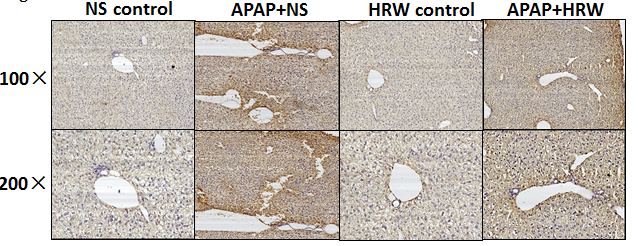 NS control APAP+NS HRW control APAP+HRW
100×
200×